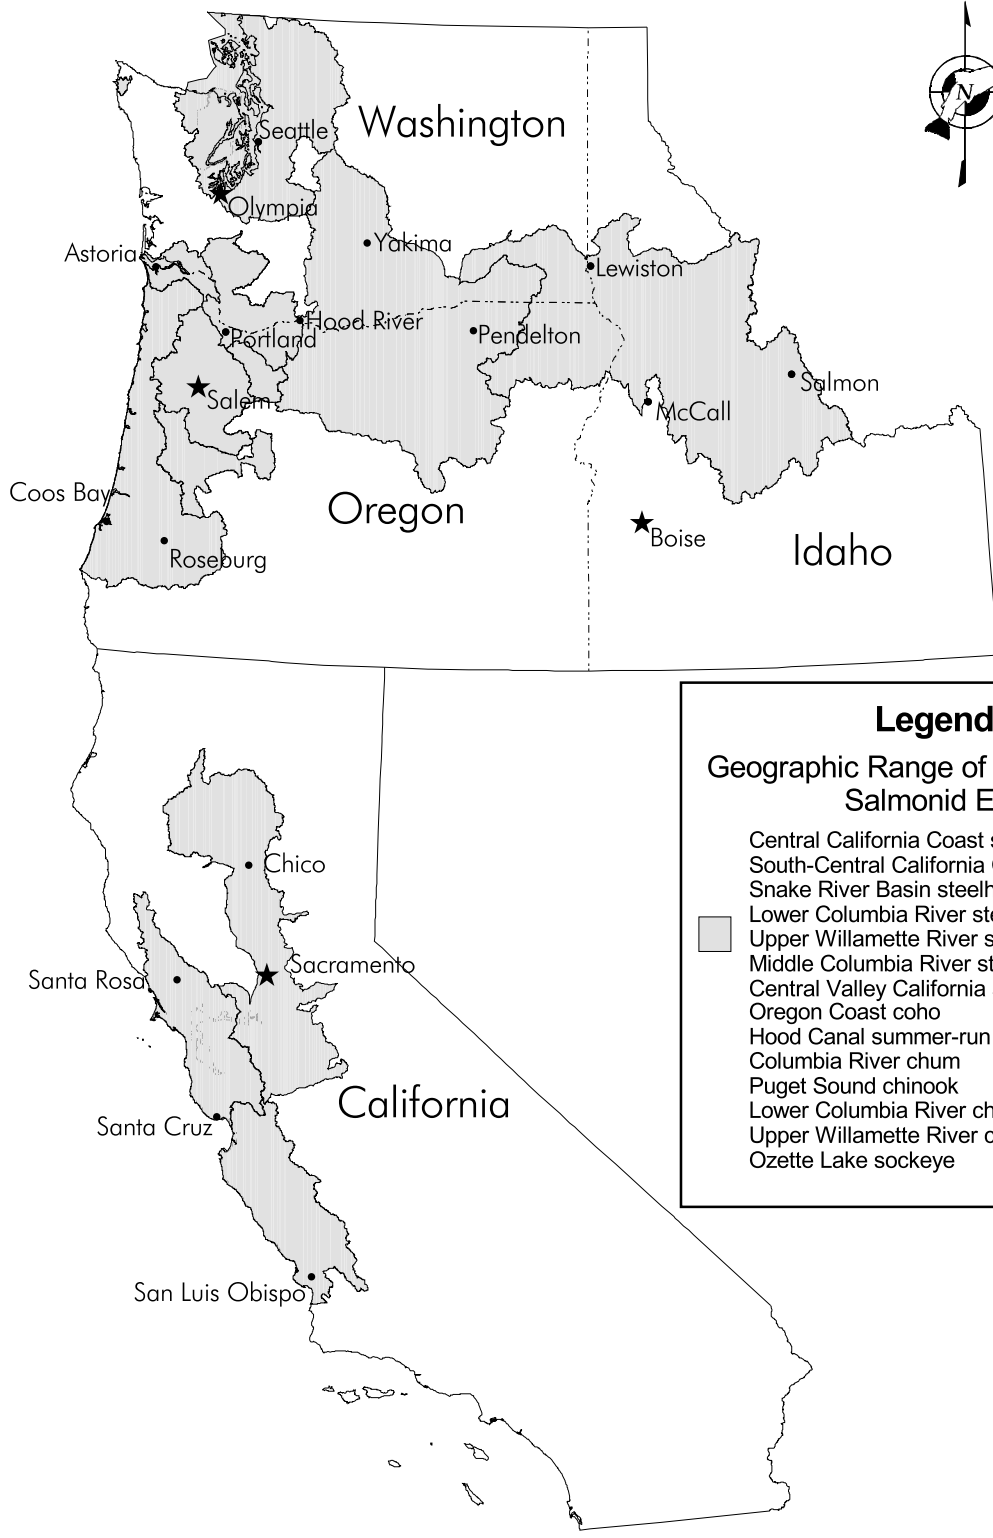 N
Washington
Seattle
Olympia
Yakima
Astoria
Lewiston
Hood River
Portland
Pendelton
Salmon
Salem
McCall
Coos Bay
Oregon
Boise
Roseburg
Idaho
Legend
Geographic Range of
Salmonid E
Central California Coast s
South-Central California
Snake River Basin steelh
Lower Columbia River ste
Upper Willamette River s
Middle Columbia River st
Central Valley California
Oregon Coast coho
Hood Canal summer-run
Columbia River chum
Puget Sound chinook
Lower Columbia River ch
Upper Willamette River c
Ozette Lake sockeye
Chico
Sacramento
Santa Rosa
California
Santa Cruz
San Luis Obispo